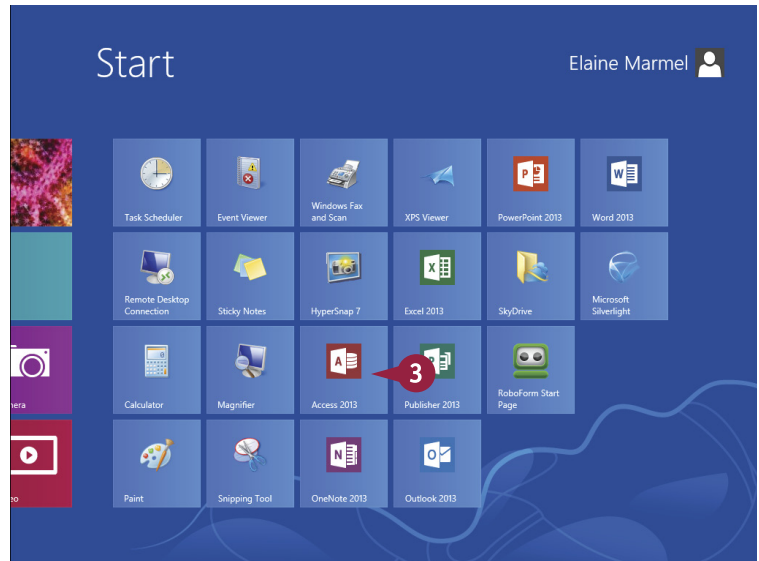 Start
Elaine Marmel
Task Scheduler
Event Viewer
Windows Fax
and Scan
XPS Viewer
PowerPoint 2013
Word 2013
Remote Desktop
Connection
Sticky Notes
HyperSnap 7
Excel 2013
SkyDrive
Microsoft
Silverlight
era
Calculator
Magnifier
Access 2013
3
Publisher 2013
RoboForm Start
Page
eo
Paint
Snipping Tool
OneNote 2013
Outlook 2013